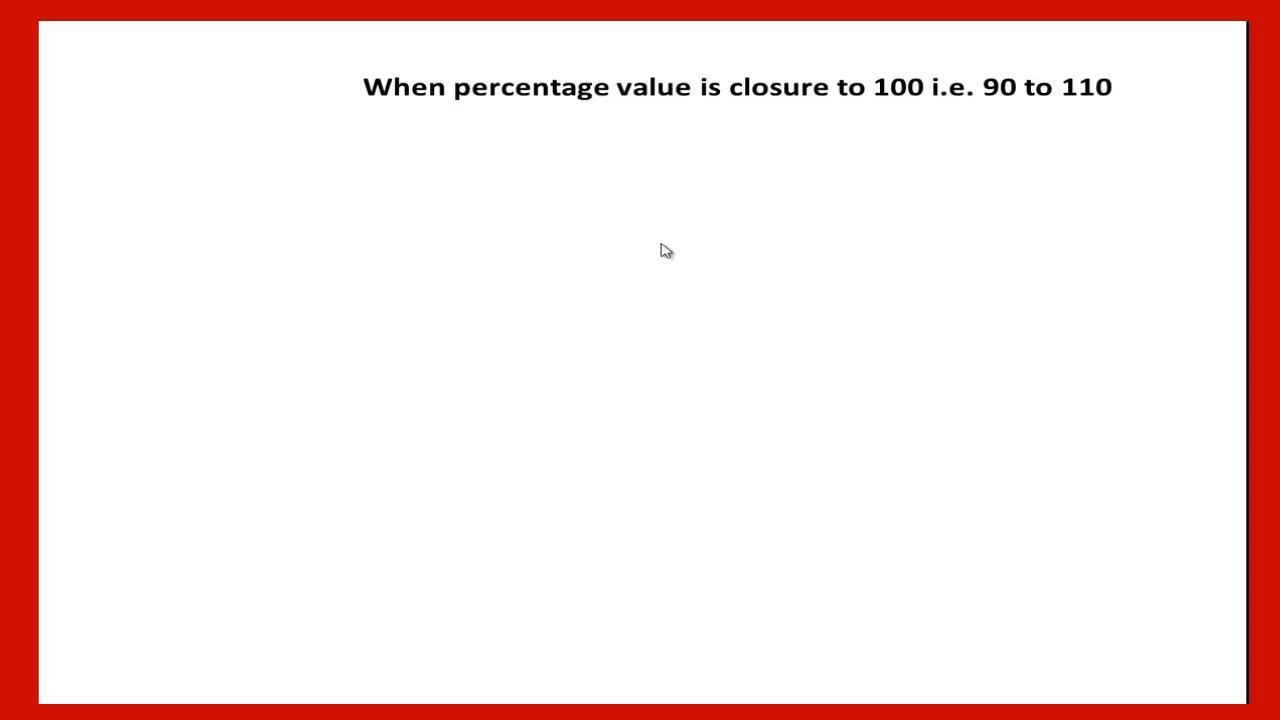 When percentage value is closure to 100 i.e. 90 to 110